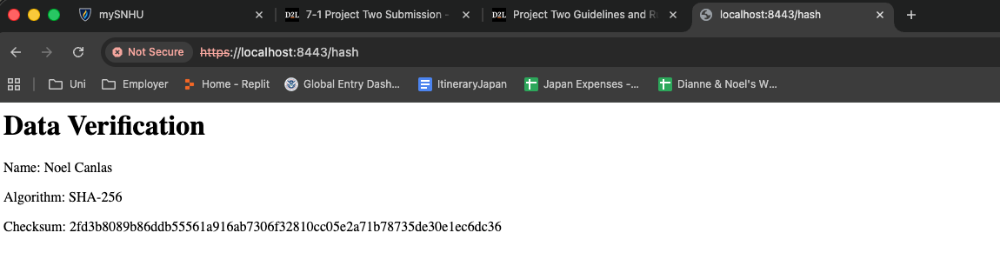 mySNHU
7-1 Project Two Submission -
Project Two Guidelines and Ru
localhost:8443/hash
Not Secure https://localhost:8443/hash
Uni Employer Home - Replit Global Entry Dash... ItineraryJapan Japan Expenses -... Dianne & Noel's W...
Data Verification
Name: Noel Canlas
Algorithm: SHA-256
Checksum: 2fd3b8089b86ddb55561a916ab7306f32810cc05e2a71b78735de30e1ec6dc36